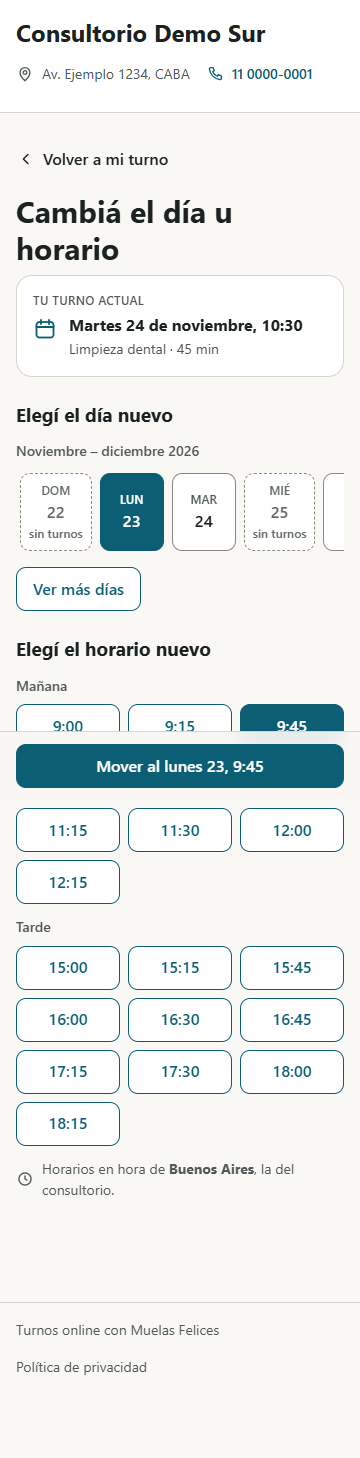 Consultorio Demo Sur
Av. Ejemplo 1234, CABA 11 0000-0001
Volver a mi turno
Cambiá el día u
horario
TU TURNO ACTUAL
Martes 24 de noviembre, 10:30
Limpieza dental · 45 min
Elegí el día nuevo
Noviembre – diciembre 2026
DOM LUN MAR MIÉ
22 23 24 25
sin turnos sin turnos
Ver más días
Elegí el horario nuevo
Mañana
9:00 9:15 9:45
Mover al lunes 23, 9:45
11:15 11:30 12:00
12:15
Tarde
15:00 15:15 15:45
16:00 16:30 16:45
17:15 17:30 18:00
18:15
Horarios en hora de Buenos Aires, la del
consultorio.
Turnos online con Muelas Felices
Política de privacidad